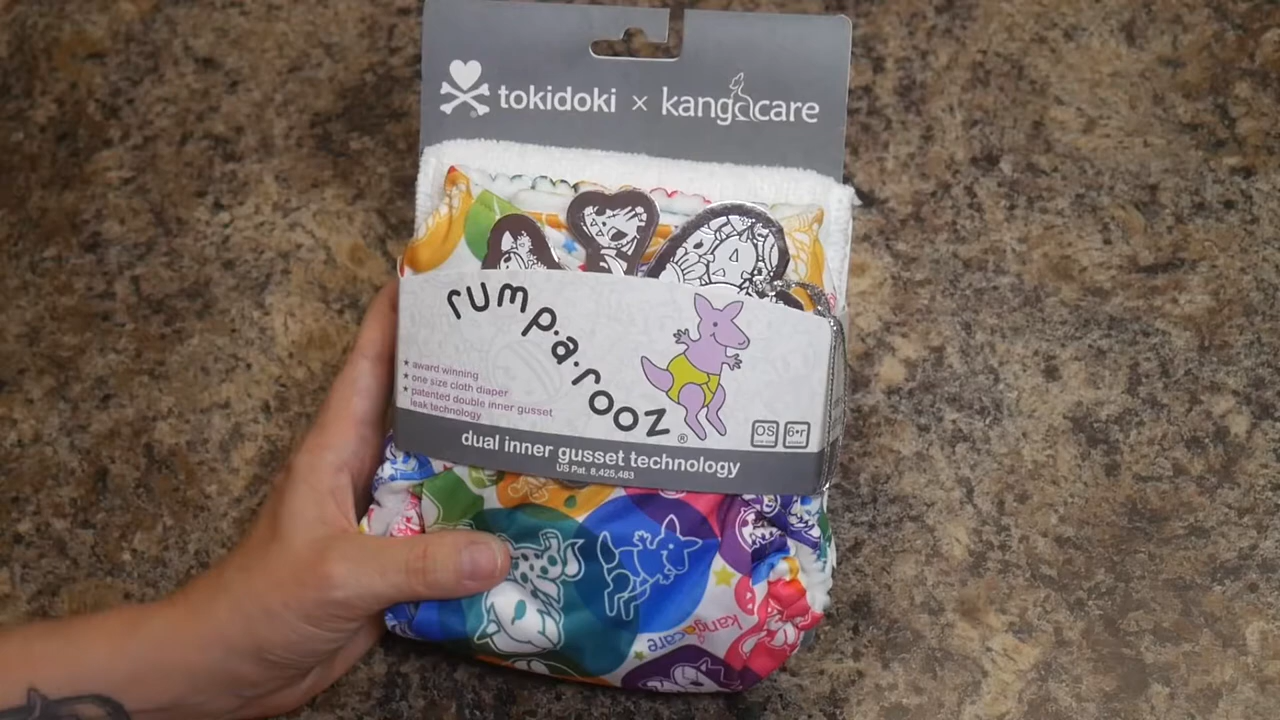 tokidoki × kangacare
rump·a·rooz®
★ award winning
★ one size cloth diaper
★ patented double inner gusset
leak technology
OS
6•r
dual inner gusset technology
US Pat. 8,425,483
kangacare